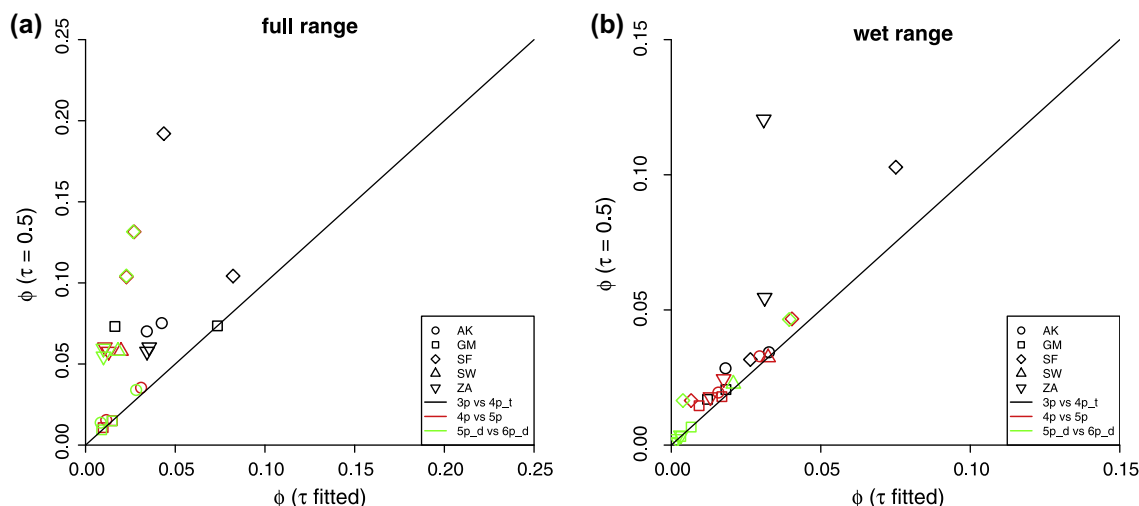 (a)
full range
0.25
0.20
0.15
0.10
0.05
0.00
ϕ (τ = 0.5)
0.00 0.05 0.10 0.15 0.20 0.25
ϕ (τ fitted)
AK
GM
SF
SW
ZA
3p vs 4p_t
4p vs 5p
5p_d vs 6p_d
(b)
wet range
0.15
0.10
0.05
0.00
ϕ (τ = 0.5)
0.00 0.05 0.10 0.15
ϕ (τ fitted)
AK
GM
SF
SW
ZA
3p vs 4p_t
4p vs 5p
5p_d vs 6p_d